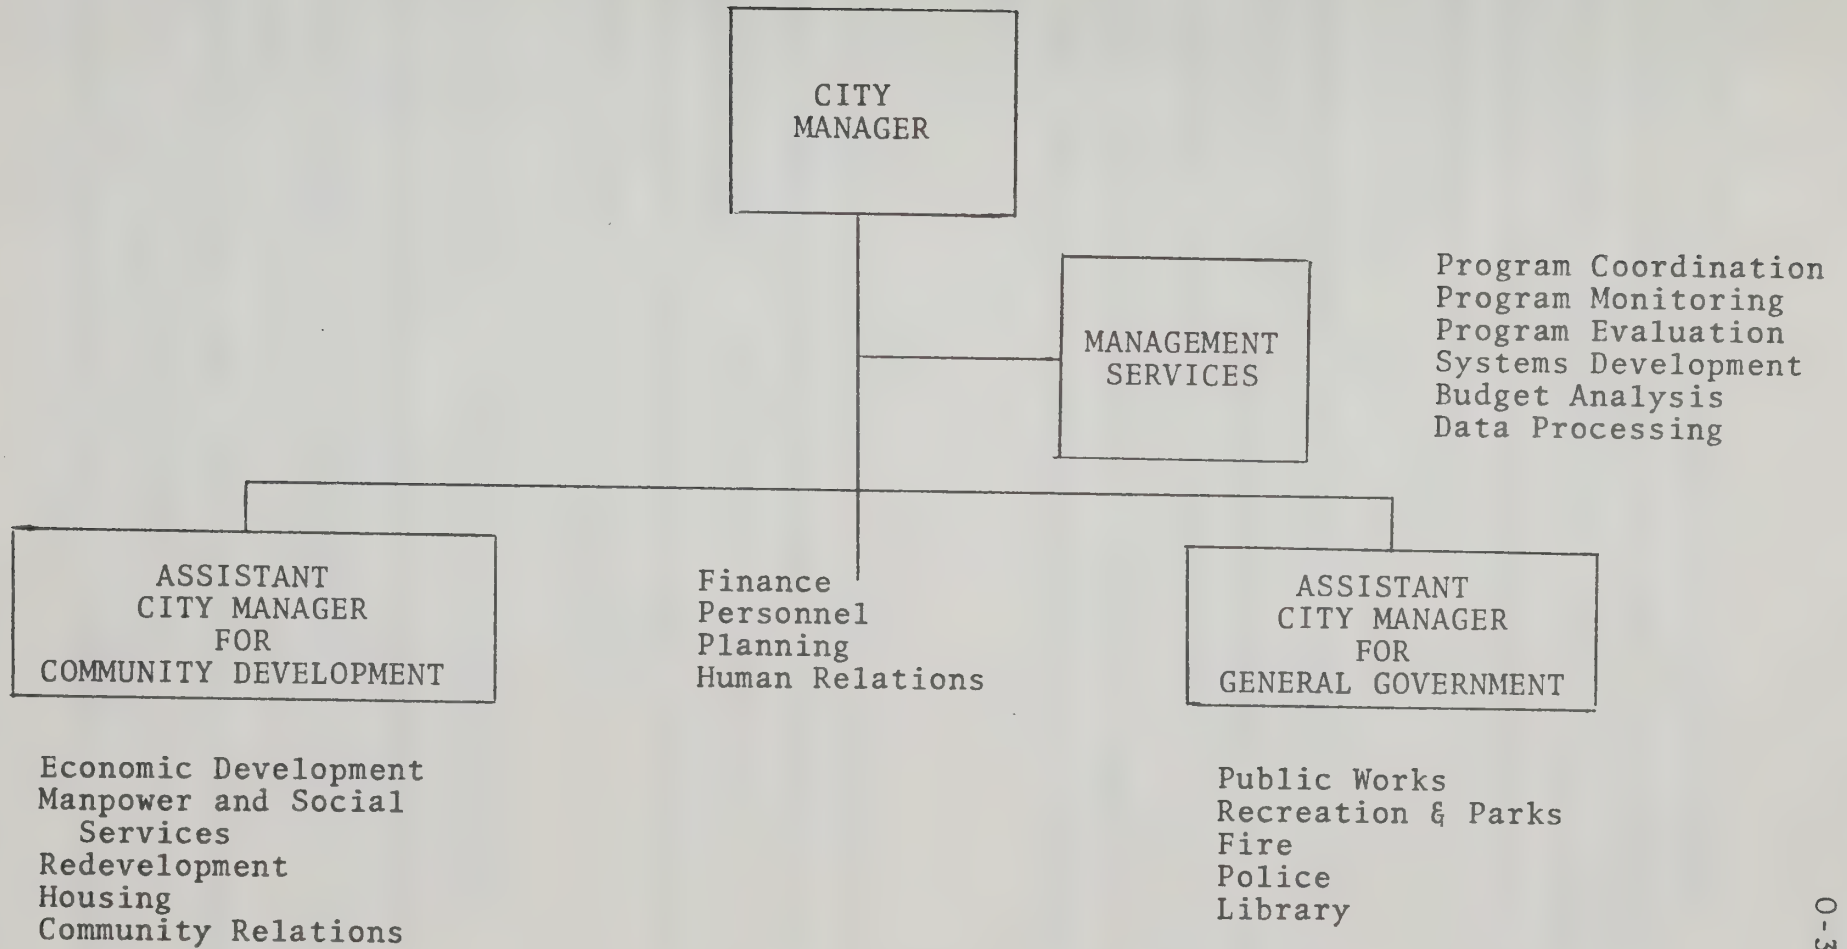 CITY
MANAGER
MANAGEMENT
SERVICES
Program Coordination
Program Monitoring
Program Evaluation
Systems Development
Budget Analysis
Data Processing
ASSISTANT
CITY MANAGER
FOR
COMMUNITY DEVELOPMENT
Finance
Personnel
Planning
Human Relations
ASSISTANT
CITY MANAGER
FOR
GENERAL GOVERNMENT
Economic Development
Manpower and Social
Services
Redevelopment
Housing
Community Relations
Public Works
Recreation & Parks
Fire
Police
Library
0-3